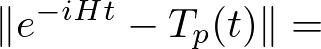 ‖e^{-iHt} − T_p(t)‖ =